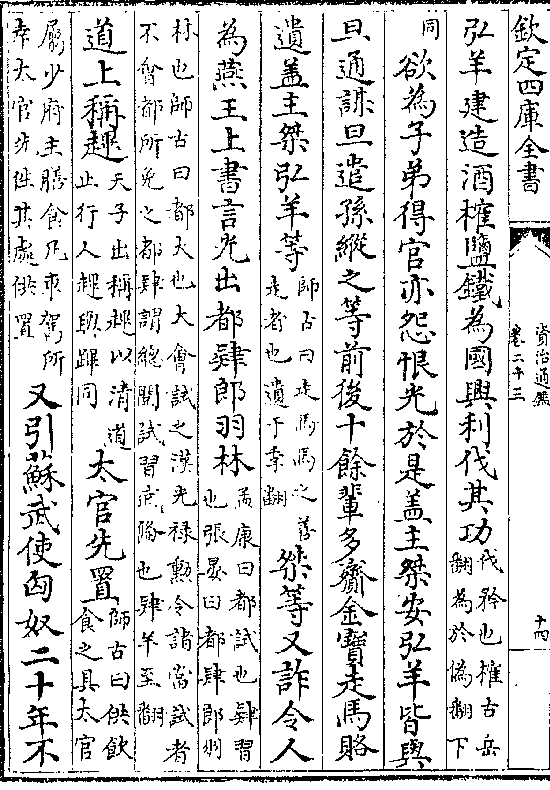 欽定四庫全書
資治通鑑
卷二十三
十四
弘羊建造酒榷鹽鐵為國興利伐其功伐矜也榷古岳翻為於偽翻下
同欲為子弟得官亦怨恨光於是蓋主桀安弘羊皆與
旦通謀旦遣孫縱之等前後十餘輩多齎金寶走馬賂
遺蓋主桀弘羊等師古曰走馬馬之善走者也遺于季翻桀等又詐令人
為燕王上書言光出都肄郎羽林孟康曰都試也肄習也張晏曰都肄郎羽
林也師古曰都大也大會試之漢光祿勲令諸當試者不會都所免之都肄謂總閱試習武備也肄羊至翻
道上稱趕天子出稱趕以清道止行人趕與蹕同太官先置師古曰供飲食之具太官
屬少府主膳食凡車駕所幸太官先往其處供置又引蘇武使匈奴二十年不